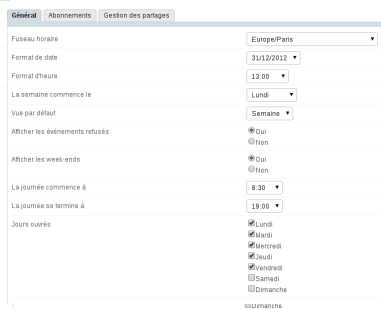 Général Abonnements Gestion des partages
Fuseau horaire Europe/Paris
Format de date 31/12/2012
Format d'heure 13:00
La semaine commence le Lundi
Vue par défaut Semaine
Afficher les événements refusés Oui
Non
Afficher les week-ends Oui
Non
La journée commence à 8:30
La journée se termine à 19:00
Jours ouvrés Lundi
Mardi
Mercredi
Jeudi
Vendredi
Samedi
Dimanche
Dimanche